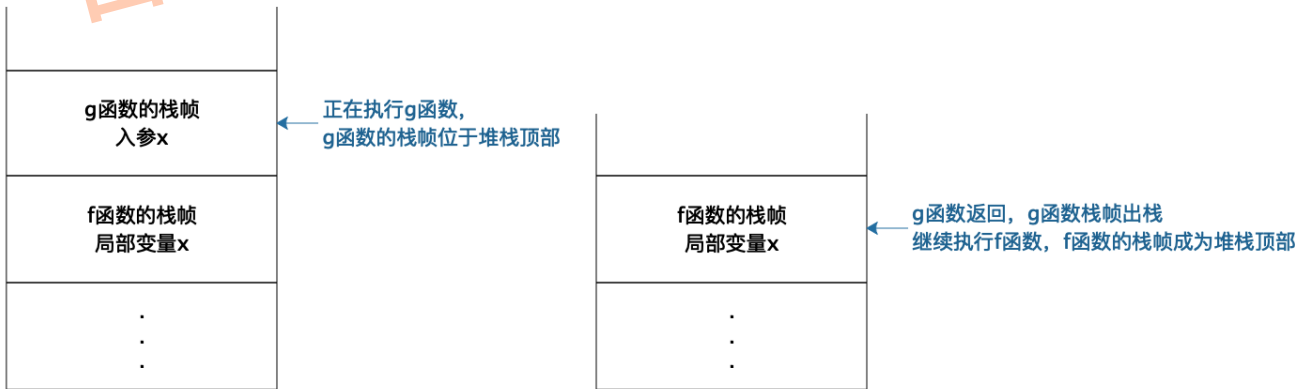 g函数的栈帧
入参x
正在执行g函数，
g函数的栈帧位于堆栈顶部
f函数的栈帧
局部变量x
.
.
.
f函数的栈帧
局部变量x
g函数返回，g函数栈帧出栈
继续执行f函数，f函数的栈帧成为堆栈顶部
.
.
.